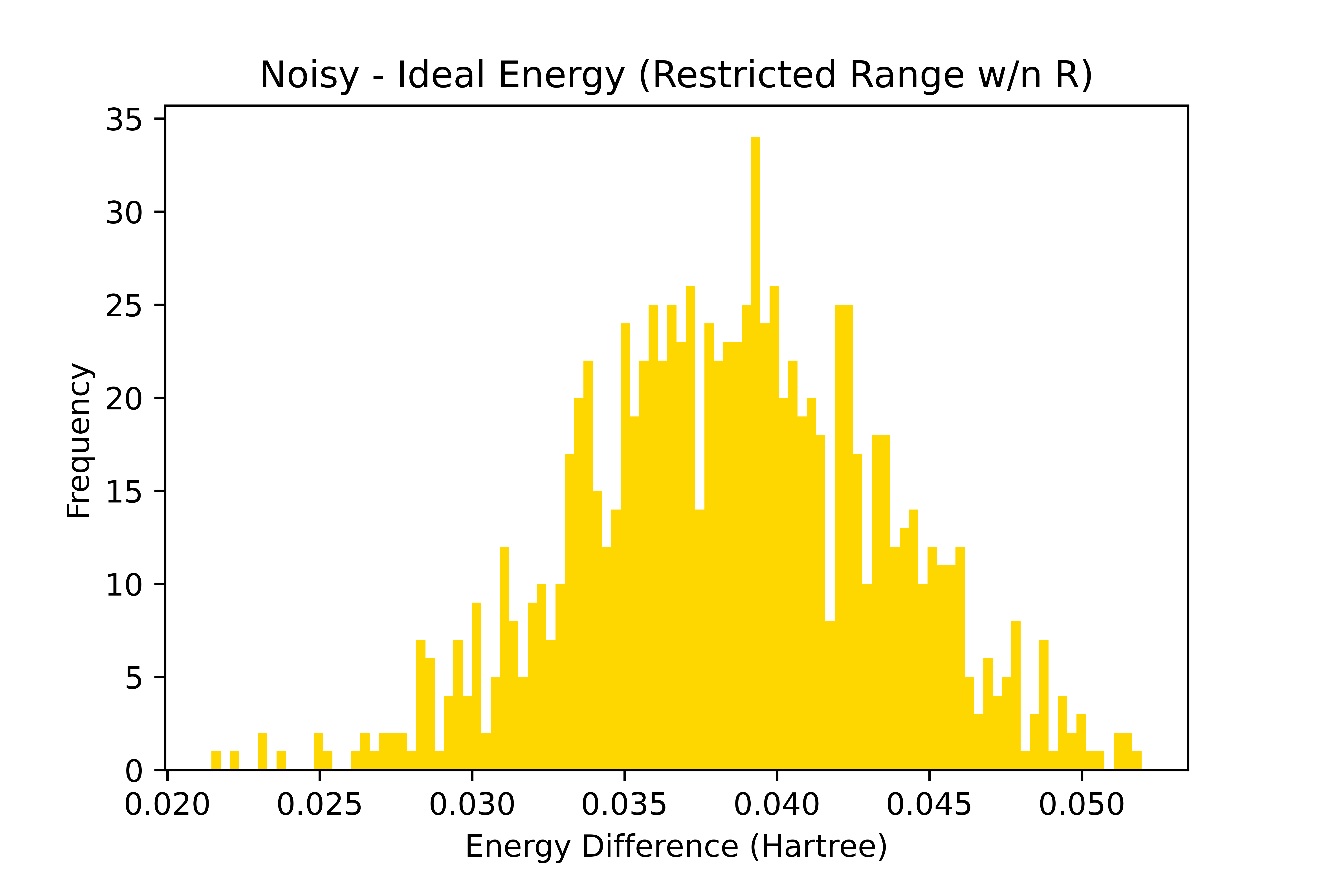 Noisy - Ideal Energy (Restricted Range w/n R)
35
30
25
20
15
10
5
0
Frequency
0.020 0.025 0.030 0.035 0.040 0.045 0.050
Energy Difference (Hartree)